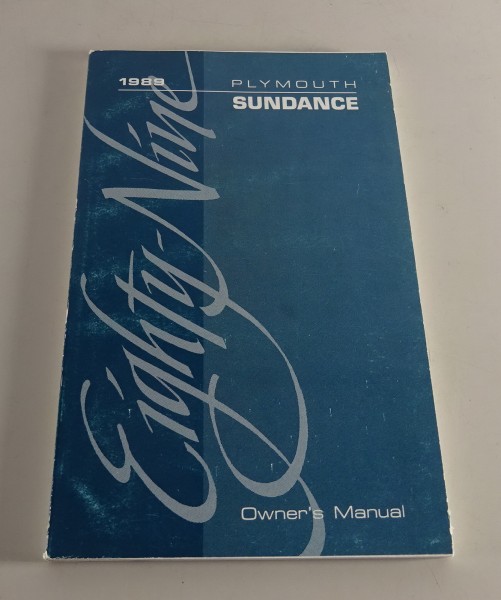 1989
PLYMOUTH
SUNDANCE
Eighty-Nine
Owner's Manual